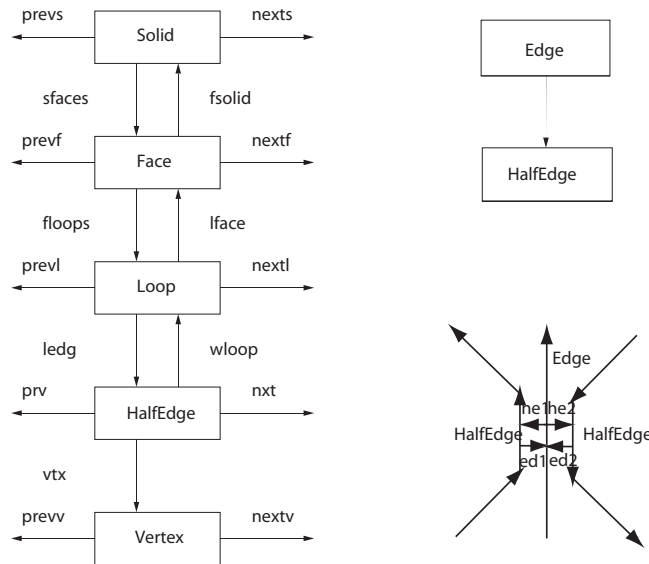 prevs
Solid
nexts
sfaces
fsolid
prevf
Face
nextf
floops
lface
prevl
Loop
nextl
ledg
wloop
prv
HalfEdge
nxt
vtx
prevv
Vertex
nextv
Edge
HalfEdge
Edge
he1
he2
HalfEdge
HalfEdge
ed1
ed2